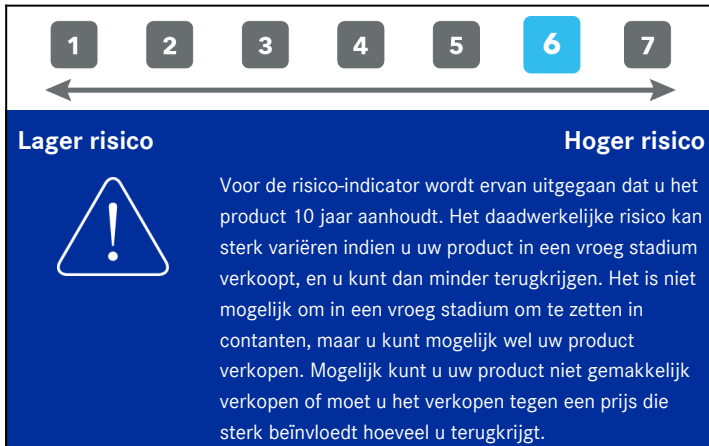 1 2 3 4 5 6 7
Lager risico Hoger risico
Voor de risico-indicator wordt ervan uitgegaan dat u het
product 10 jaar aanhoudt. Het daadwerkelijke risico kan
sterk variëren indien u uw product in een vroeg stadium
verkoopt, en u kunt dan minder terugkrijgen. Het is niet
mogelijk om in een vroeg stadium om te zetten in
contanten, maar u kunt mogelijk wel uw product
verkopen. Mogelijk kunt u uw product niet gemakkelijk
verkopen of moet u het verkopen tegen een prijs die
sterk beïnvloedt hoeveel u terugkrijgt.